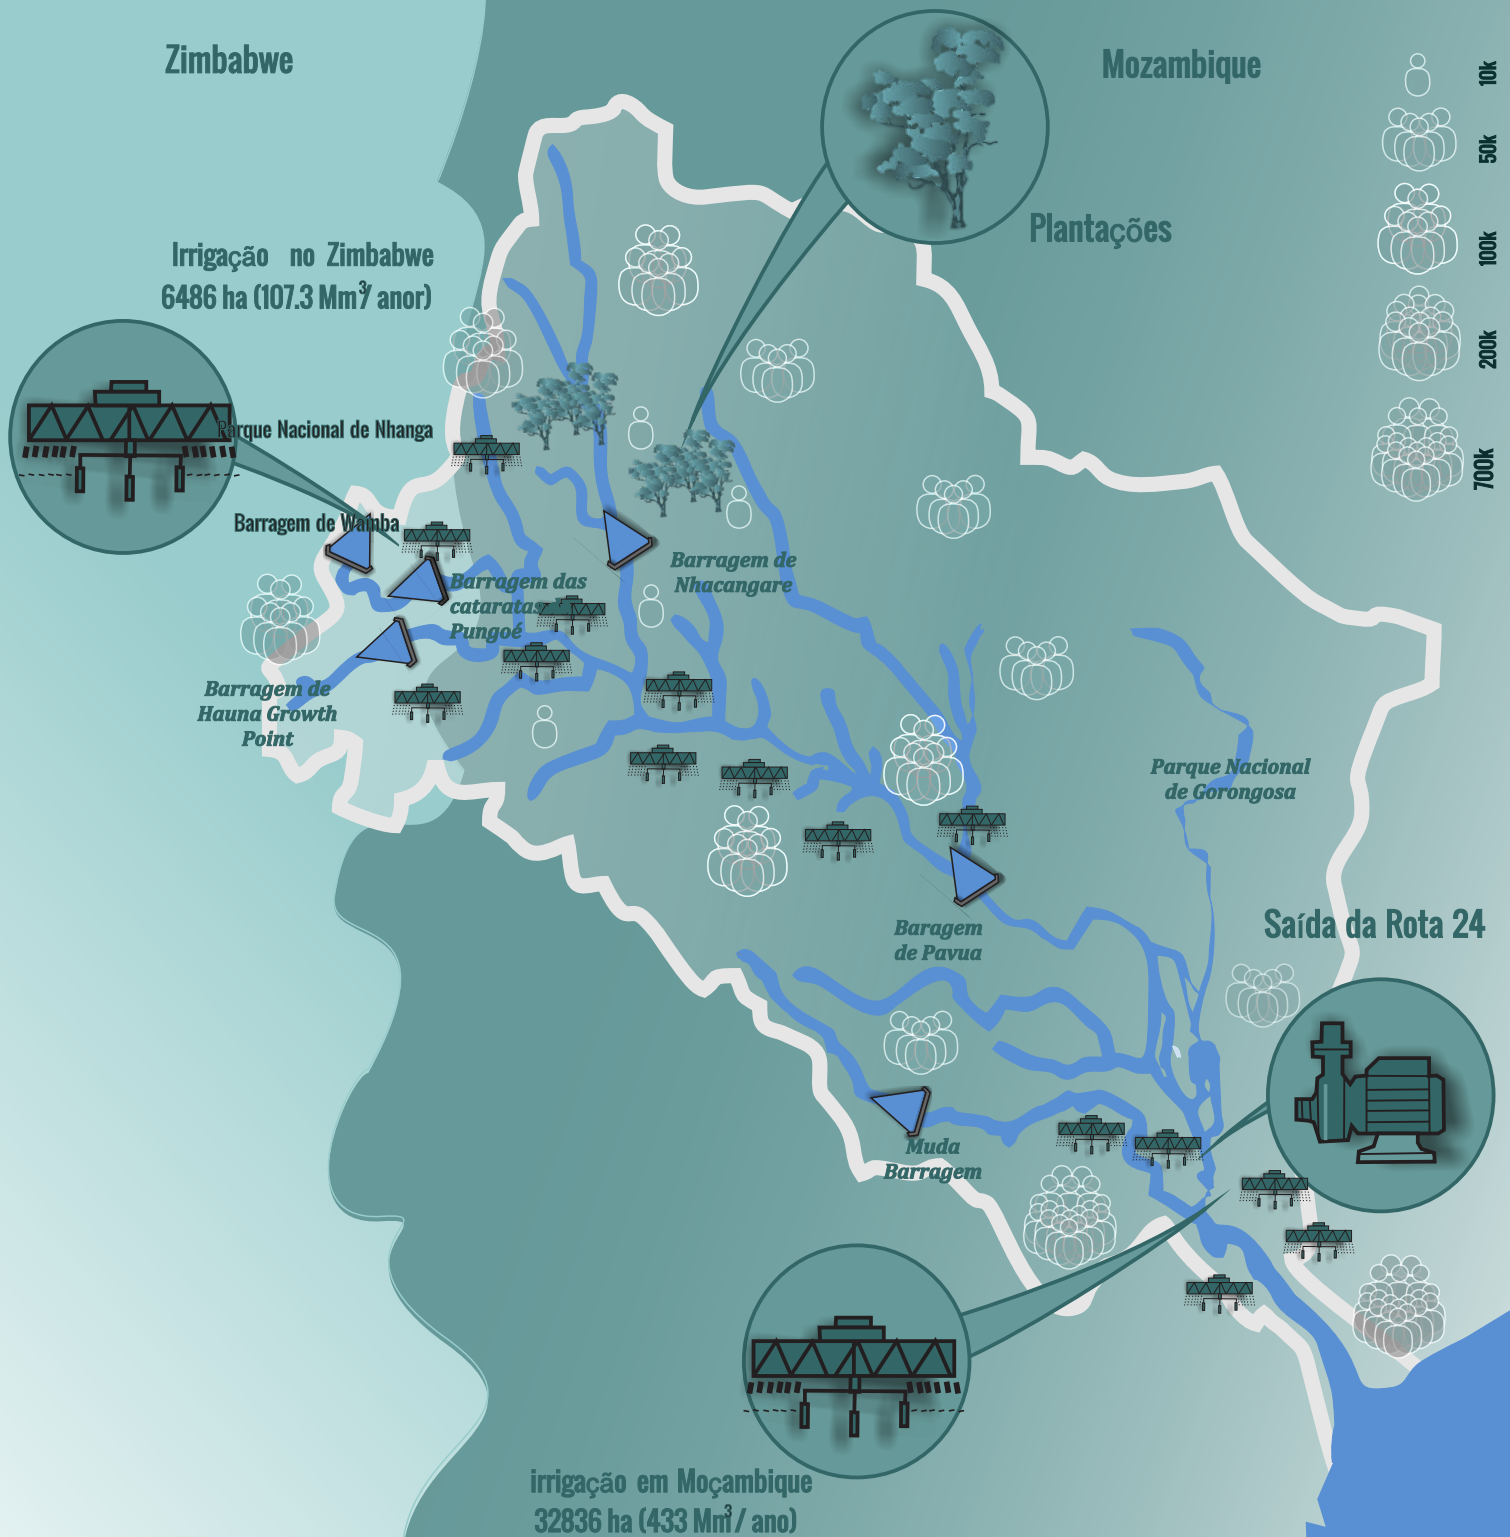 Zimbabwe
Mozambique
10k
50k
100k
200k
700k
Plantações
Irrigação no Zimbabwe
6486 ha (107.3 Mm3/ anor)
Parque Nacional de Nhanga
Barragem de Wamba
Barragem das
cataratas
Pungoé
Barragem de
Nhacangare
Barragem de
Hauna Growth
Point
Parque Nacional
de Gorongosa
Baragem
de Pavua
Saída da Rota 24
Muda
Barragem
irrigação em Moçambique
32836 ha (433 Mm3/ ano)